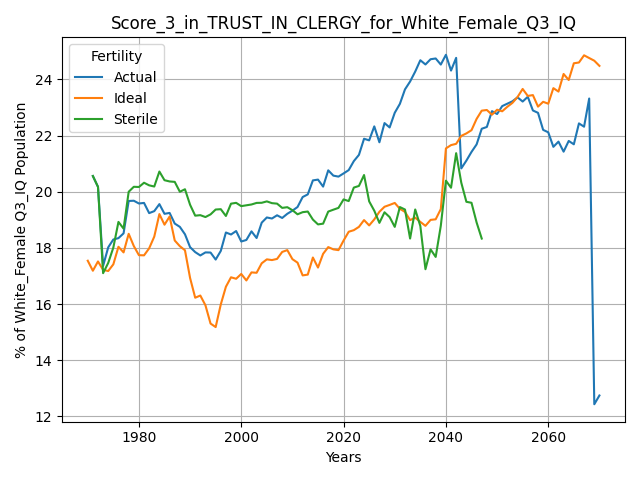 Score_3_in_TRUST_IN_CLERGY_for_White_Female_Q3_IQ
Fertility
Actual
Ideal
Sterile
% of White_Female Q3_IQ Population
24
22
20
18
16
14
12
1980
2000
2020
2040
2060
Years